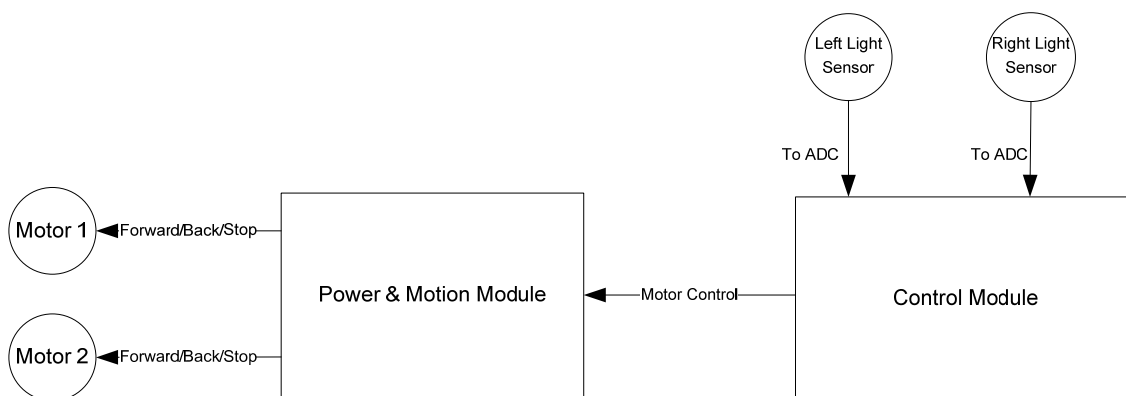 Left Light
Sensor
Right Light
Sensor
To ADC
To ADC
Motor 1
Forward/Back/Stop
Power & Motion Module
Motor Control
Control Module
Motor 2
Forward/Back/Stop